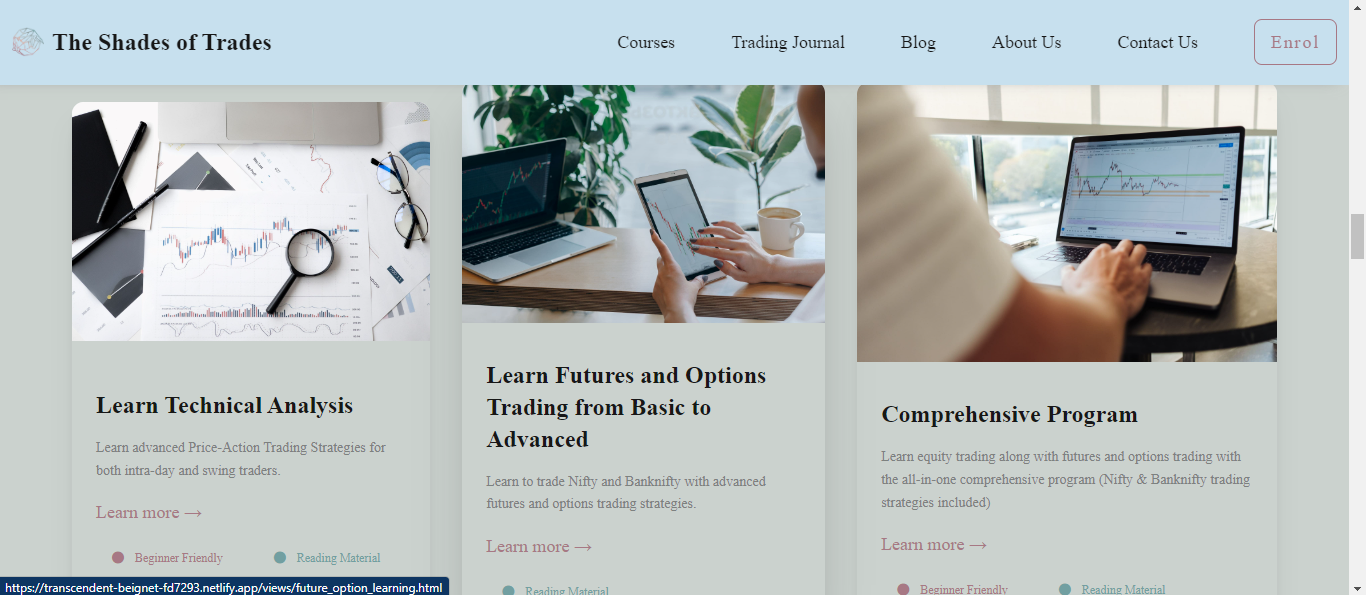 The Shades of Trades
Courses
Trading Journal
Blog
About Us
Contact Us
Enrol
Learn Technical Analysis
Learn advanced Price-Action Trading Strategies for
both intra-day and swing traders.
Learn more →
Beginner Friendly
Reading Material
Learn Futures and Options
Trading from Basic to
Advanced
Learn to trade Nifty and Banknifty with advanced
futures and options trading strategies.
Learn more →
Reading Material
Comprehensive Program
Learn equity trading along with futures and options trading with
the all-in-one comprehensive program (Nifty & Banknifty trading
strategies included)
Learn more →
Beginner Friendly
Reading Material
https://transcendent-beignet-fd7293.netlify.app/views/future_option_learning.html